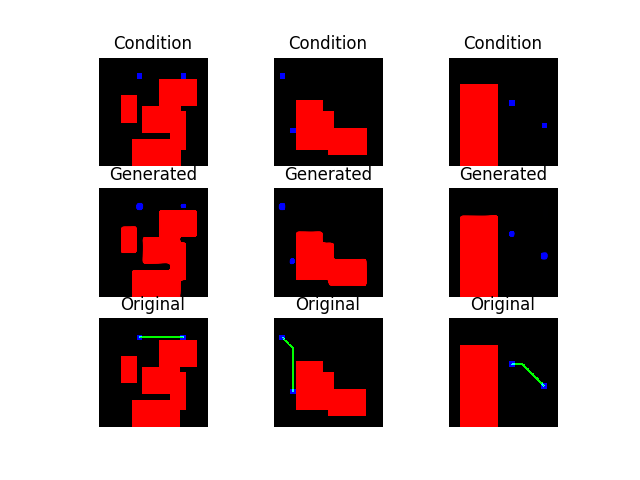 Condition Condition Condition
Generated Generated Generated
Original Original Original